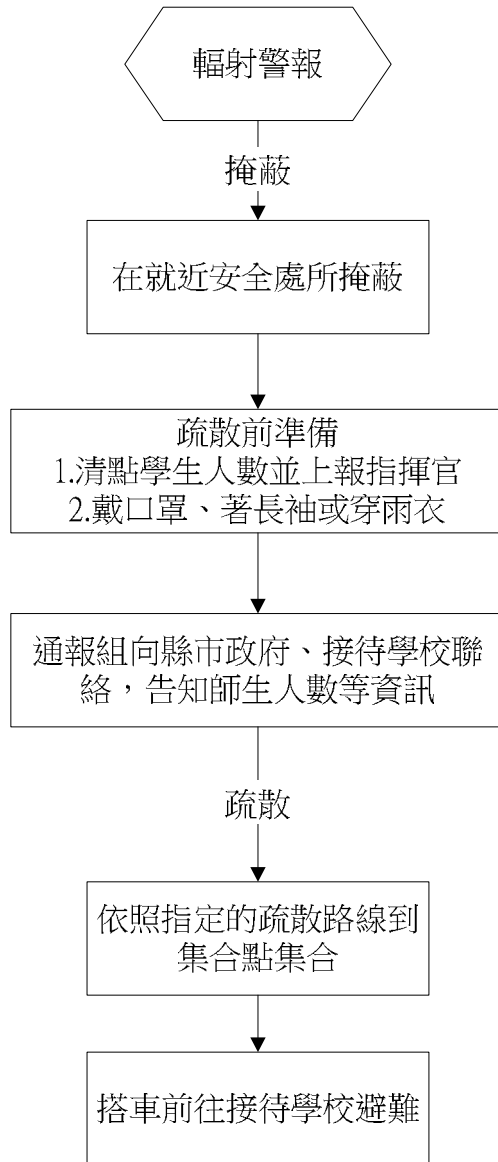 輻射警報
掩蔽
在就近安全處所掩蔽
疏散前準備
1.清點學生人數並上報指揮官
2.戴口罩、著長袖或穿雨衣
通報組向縣市政府、接待學校聯
絡，告知師生人數等資訊
疏散
依照指定的疏散路線到
集合點集合
搭車前往接待學校避難